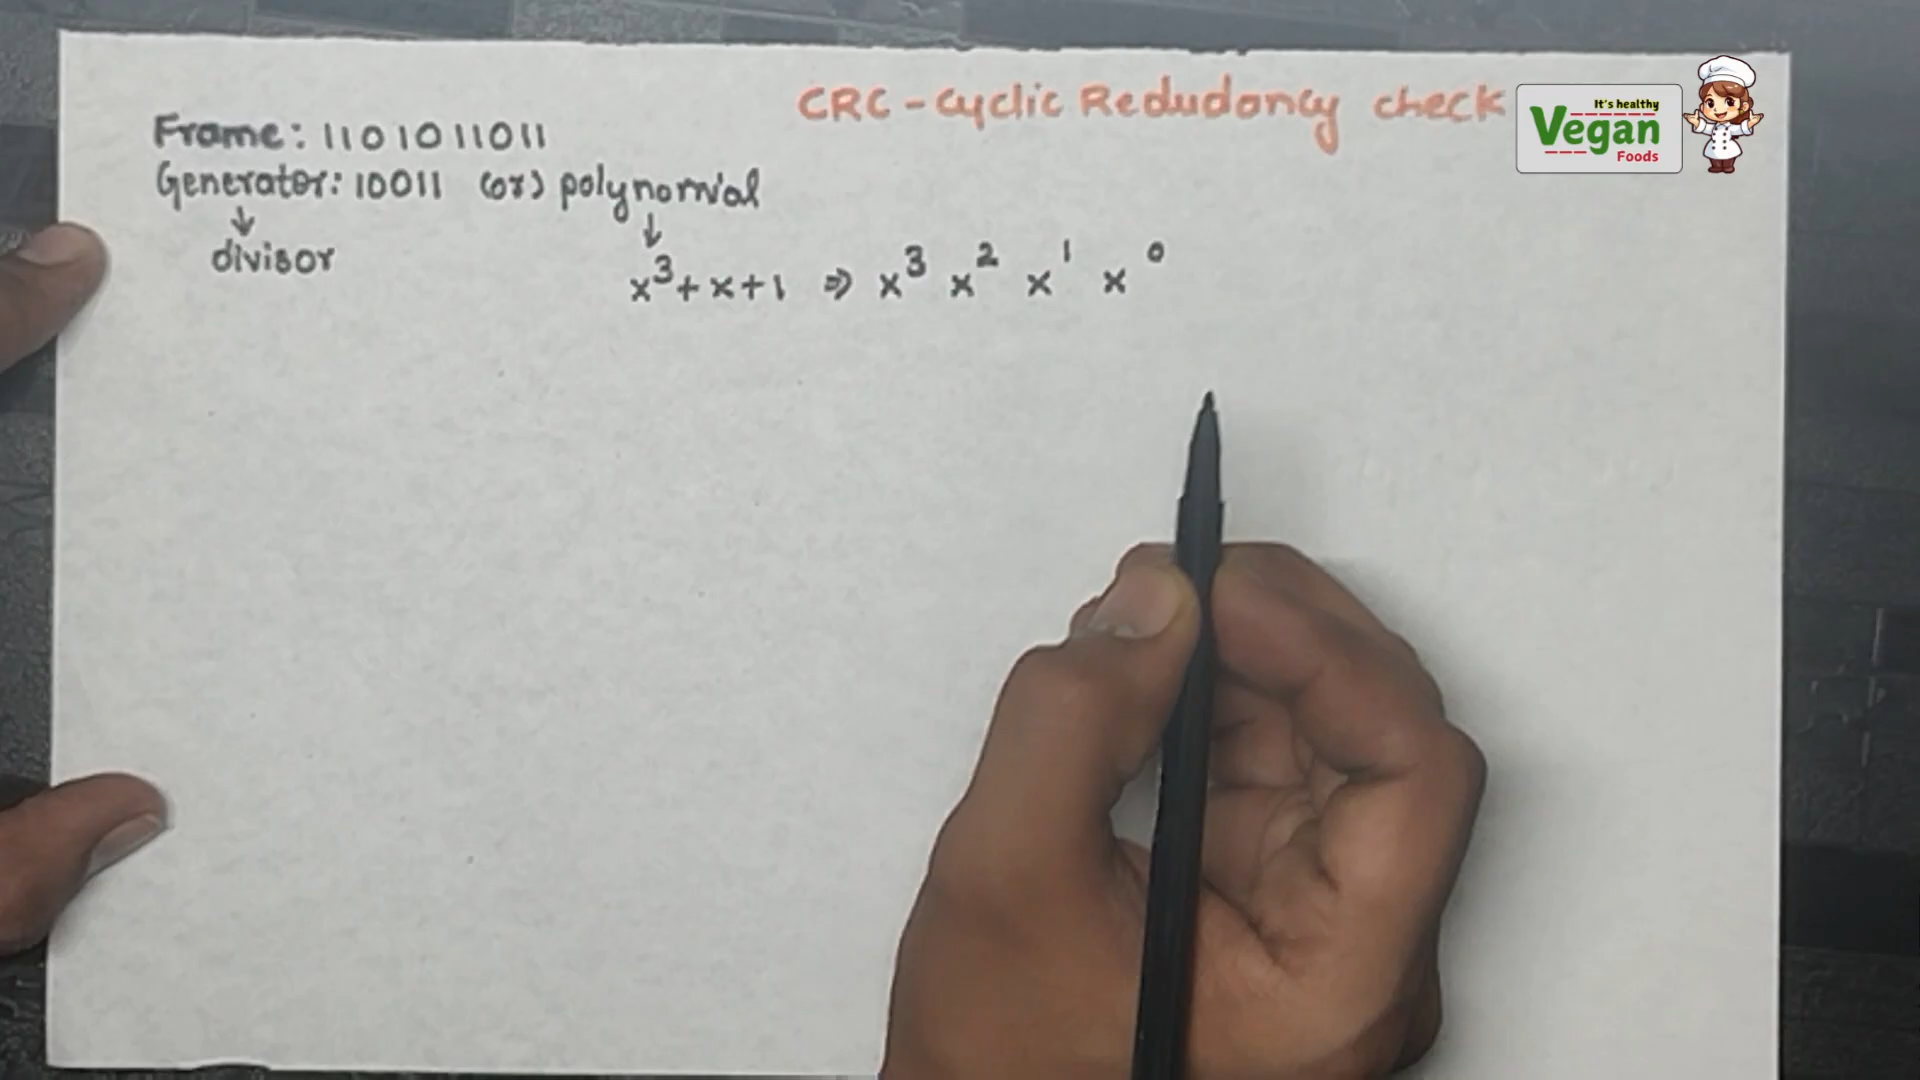 CRC - Cyclic Redudancy check
Frame: 1101011011
Generator: 10011 (or) polynomial
↓ ↓
divisor
x³+x+1 ⇒ x³ x² x¹ x⁰
It's healthy
Vegan
Foods